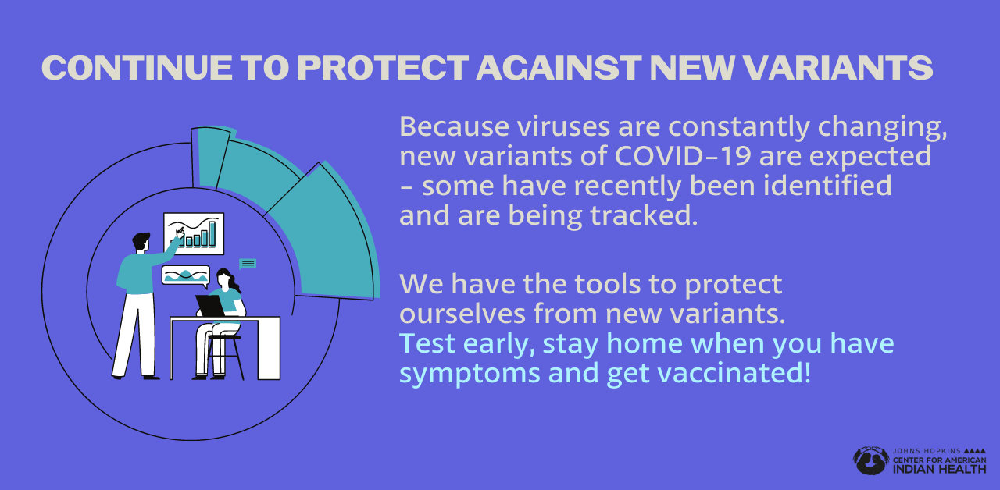 CONTINUE TO PROTECT AGAINST NEW VARIANTS
Because viruses are constantly changing,
new variants of COVID-19 are expected
- some have recently been identified
and are being tracked.
We have the tools to protect
ourselves from new variants.
Test early, stay home when you have
symptoms and get vaccinated!
JOHNS HOPKINS
CENTER FOR AMERICAN
INDIAN HEALTH